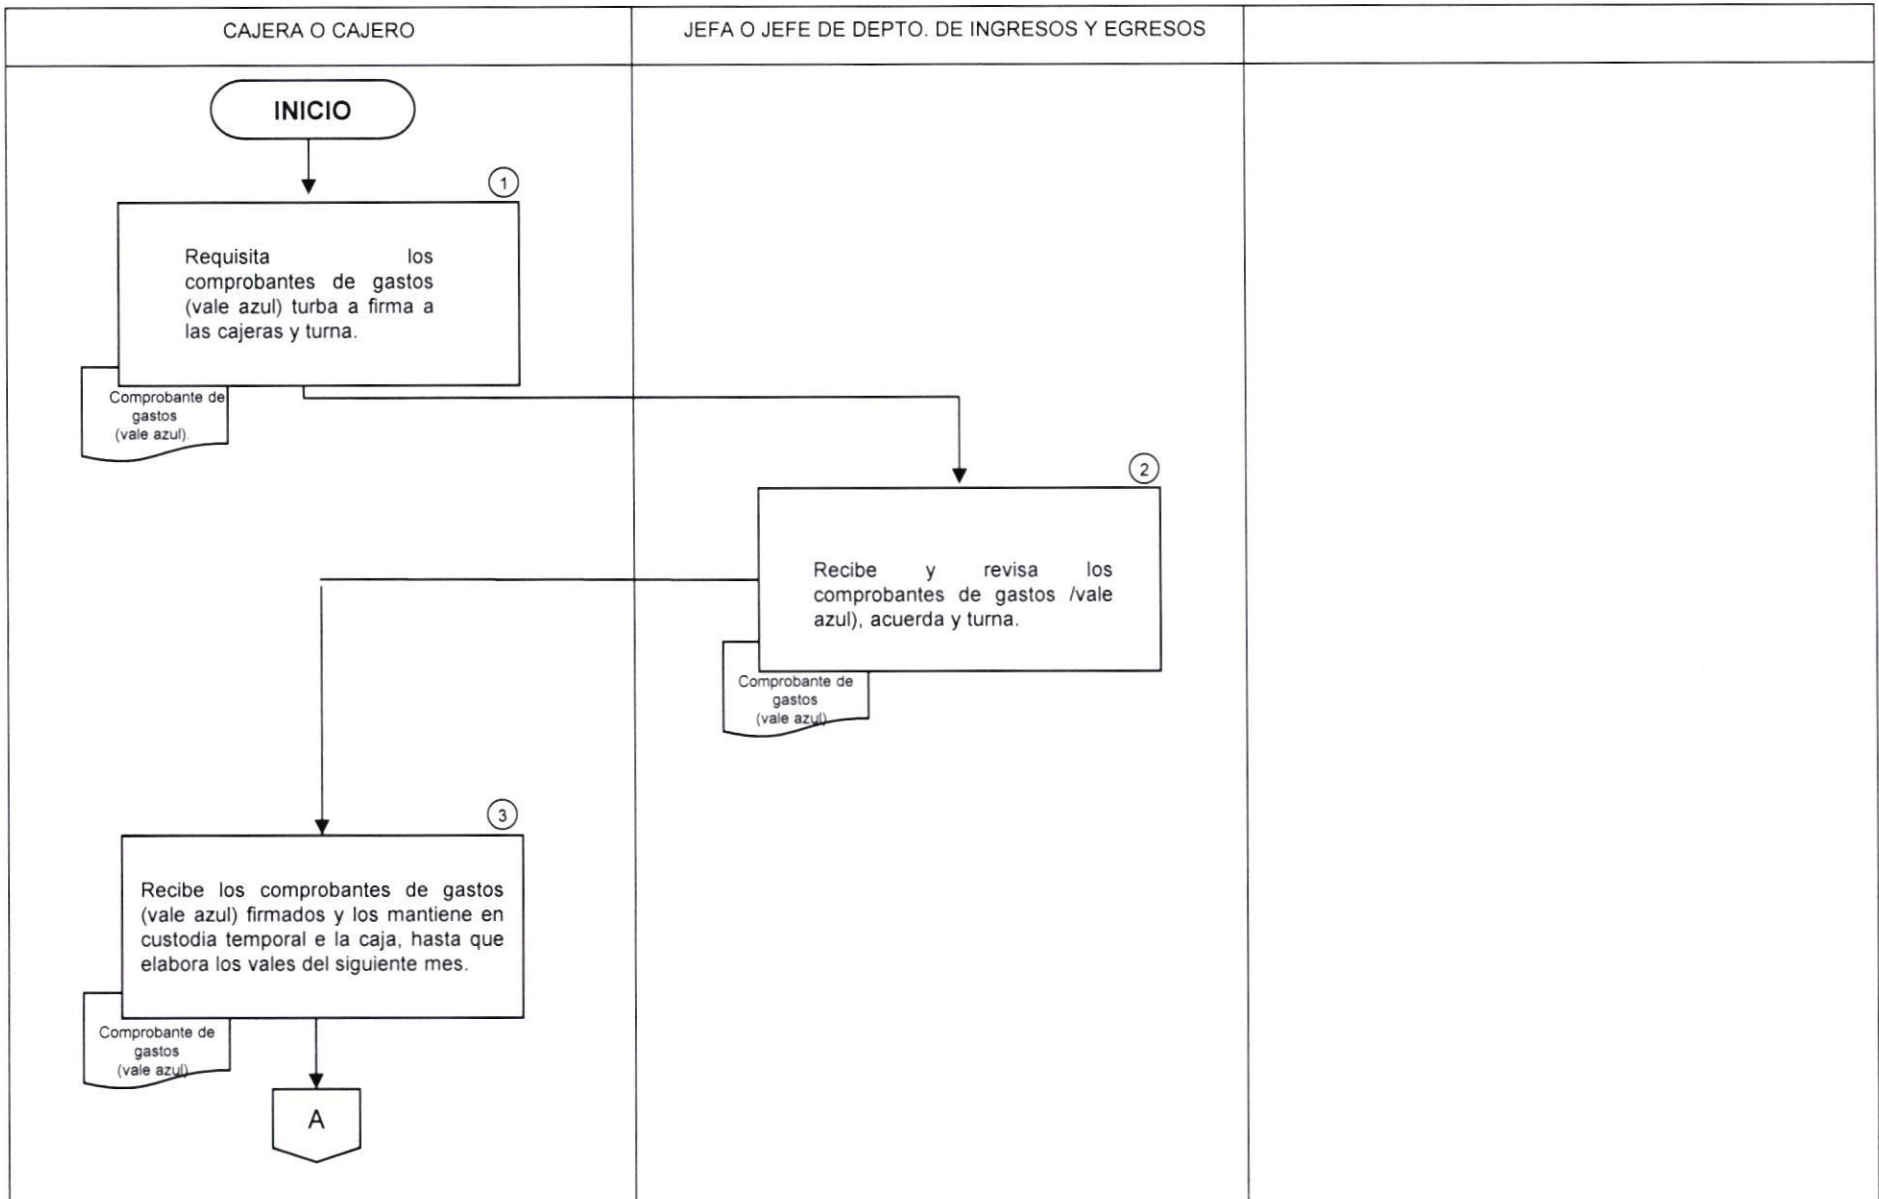 CAJERA O CAJERO
JEFA O JEFE DE DEPTO. DE INGRESOS Y EGRESOS
INICIO
1
Requisita los
comprobantes de gastos
(vale azul) turba a firma a
las cajeras y turna.
Comprobante de
gastos
(vale azul).
2
Recibe y revisa los
comprobantes de gastos /vale
azul), acuerda y turna.
Comprobante de
gastos
(vale azul)
3
Recibe los comprobantes de gastos
(vale azul) firmados y los mantiene en
custodia temporal e la caja, hasta que
elabora los vales del siguiente mes.
Comprobante de
gastos
(vale azul)
A